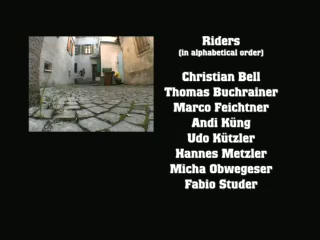 Riders
(in alphabetical order)
Christian Bell
Thomas Buchrainer
Marco Feichtner
Andi Küng
Udo Kützler
Hannes Metzler
Micha Obwegeser
Fabio Studer